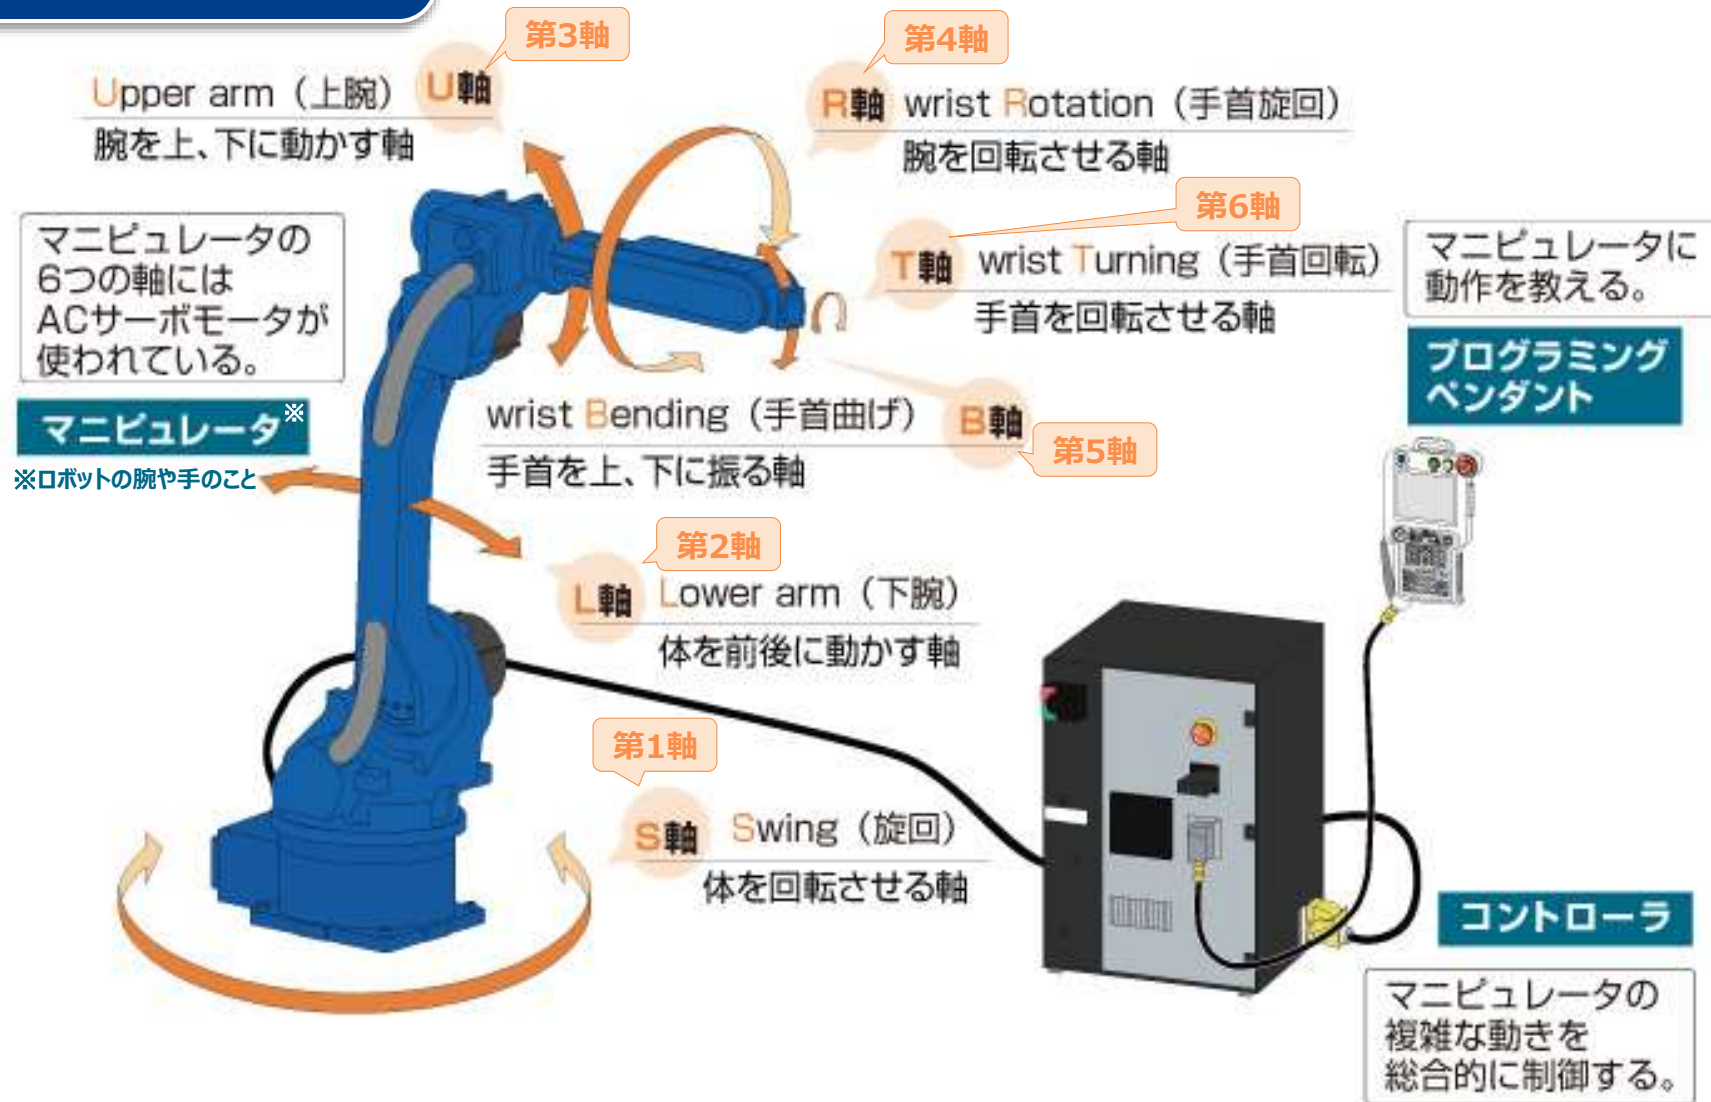 第3軸
Upper arm（上腕） U軸
腕を上、下に動かす軸
第4軸
R軸 wrist Rotation（手首旋回）
腕を回転させる軸
第6軸
T軸 wrist Turning（手首回転）
手首を回転させる軸
マニピュレータの
6つの軸には
ACサーボモータが
使われている。
マニピュレータ※
※ロボットの腕や手のこと
マニピュレータに
動作を教える。
プログラミング
ペンダント
wrist Bending（手首曲げ） B軸
手首を上、下に振る軸
第5軸
第2軸
L軸 Lower arm（下腕）
体を前後に動かす軸
第1軸
S軸 Swing（旋回）
体を回転させる軸
コントローラ
マニピュレータの
複雑な動きを
総合的に制御する。